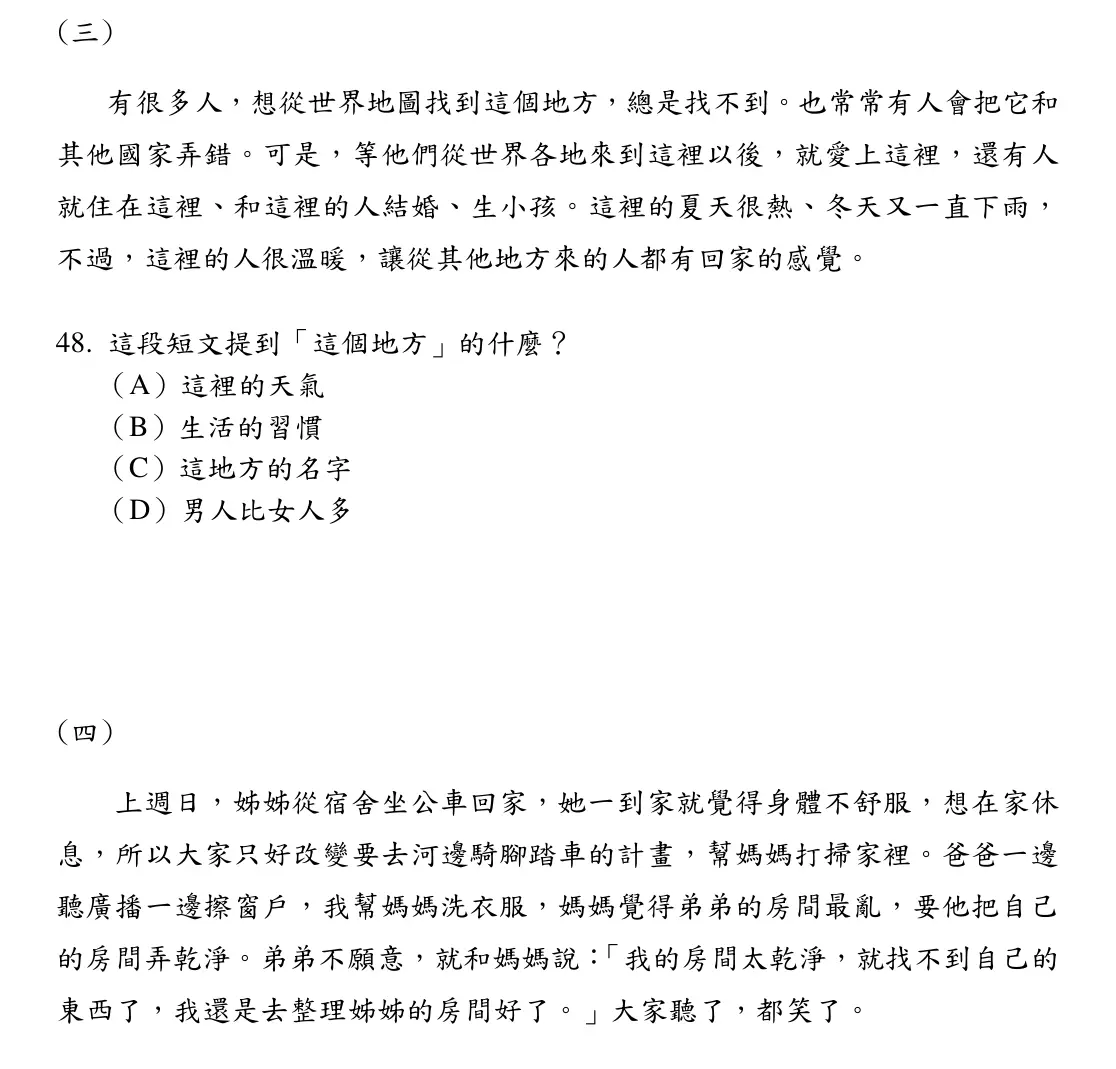 （三）
有很多人，想從世界地圖找到這個地方，總是找不到。也常常有人會把它和
其他國家弄錯。可是，等他們從世界各地來到這裡以後，就愛上這裡，還有人
就住在這裡、和這裡的人結婚、生小孩。這裡的夏天很熱、冬天又一直下雨，
不過，這裡的人很溫暖，讓從其他地方來的人都有回家的感覺。
48. 這段短文提到「這個地方」的什麼？
（A）這裡的天氣
（B）生活的習慣
（C）這地方的名字
（D）男人比女人多
（四）
上週日，姊姊從宿舍坐公車回家，她一到家就覺得身體不舒服，想在家休
息，所以大家只好改變要去河邊騎腳踏車的計畫，幫媽媽打掃家裡。爸爸一邊
聽廣播一邊擦窗戶，我幫媽媽洗衣服，媽媽覺得弟弟的房間最亂，要他把自己
的房間弄乾淨。弟弟不願意，就和媽媽說：「我的房間太乾淨，就找不到自己的
東西了，我還是去整理姊姊的房間好了。」大家聽了，都笑了。